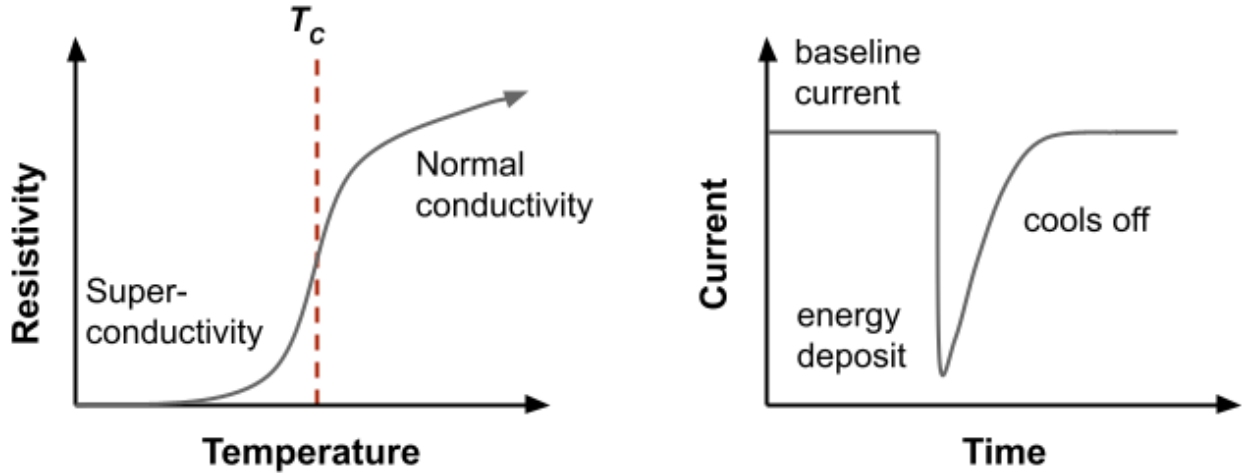 T_C
Resistivity
Super-
conductivity
Normal
conductivity
Temperature
baseline
current
Current
energy
deposit
cools off
Time